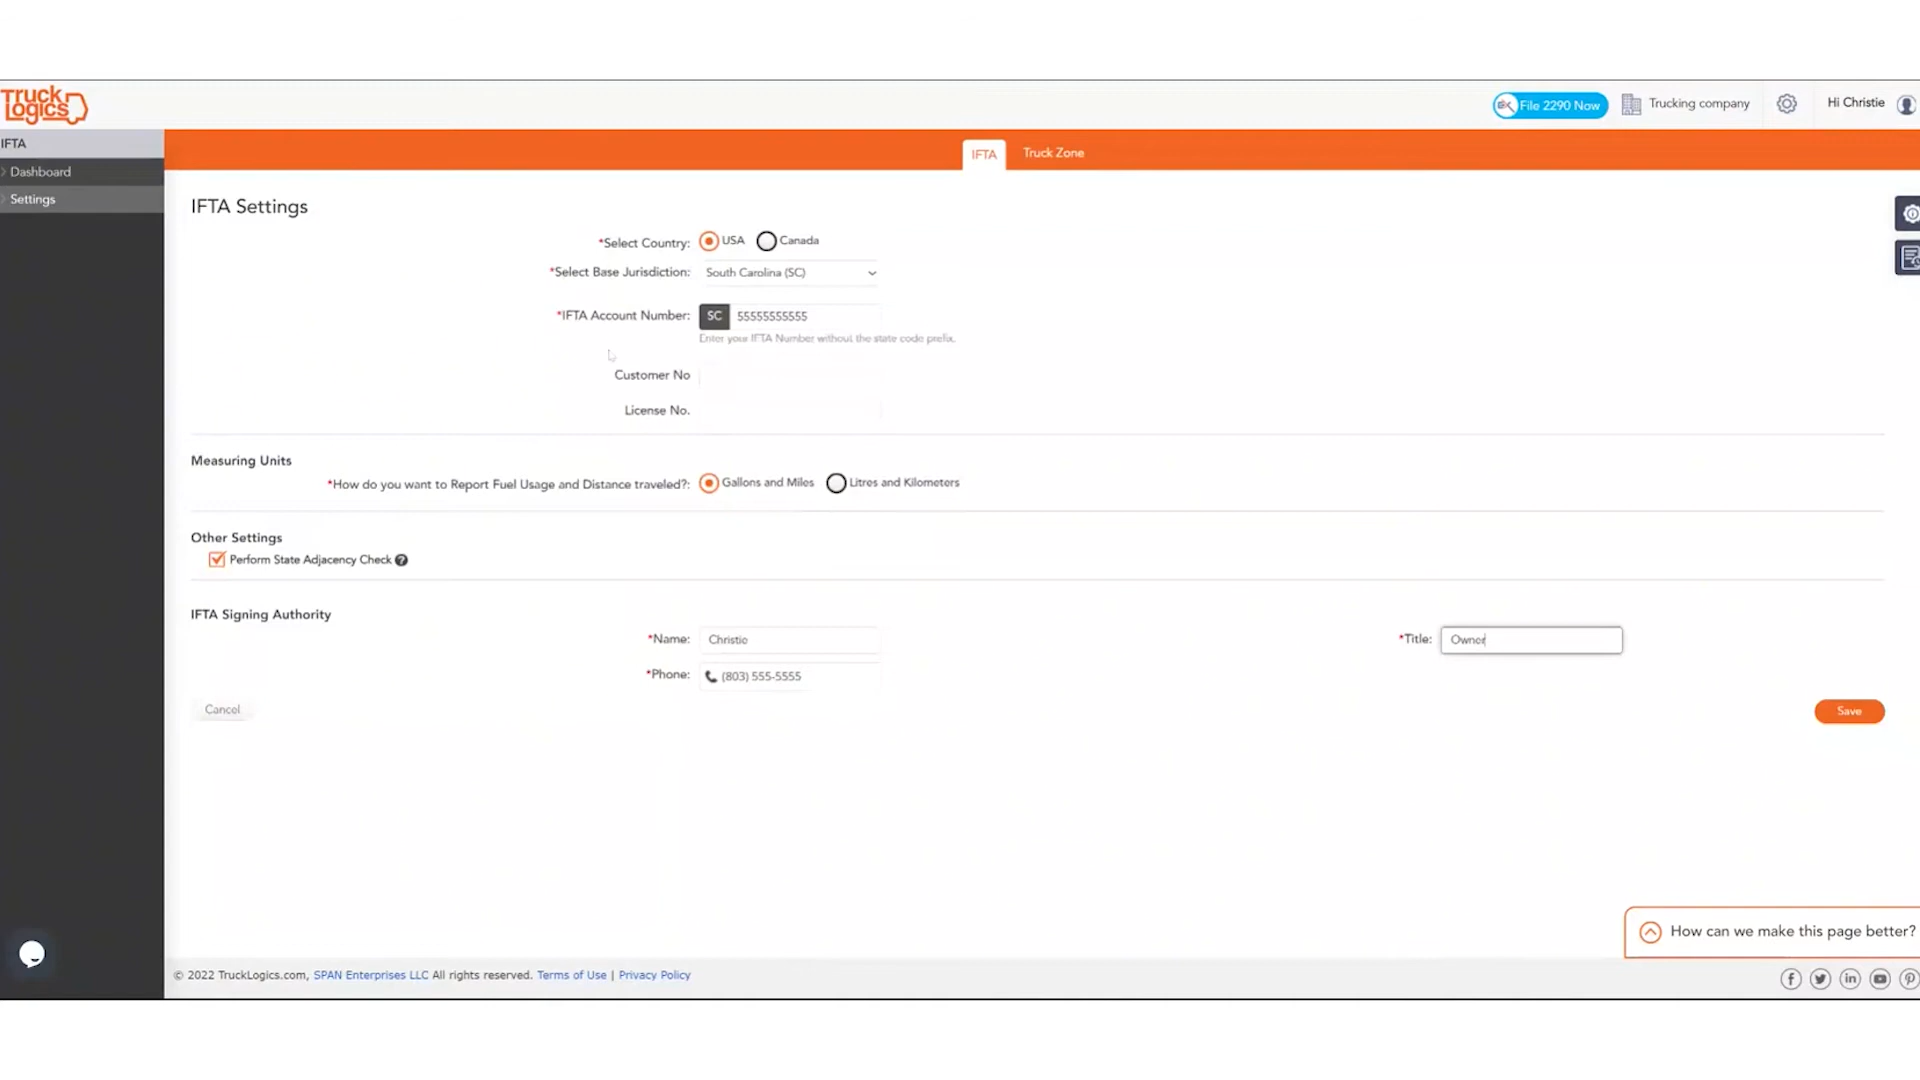 Truck
Logics
File 2290 Now
Trucking company
Hi Christie
IFTA
IFTA
Truck Zone
Dashboard
Settings
IFTA Settings
*Select Country: USA Canada
*Select Base Jurisdiction: South Carolina (SC)
*IFTA Account Number: SC 55555555555
Enter your IFTA Number without the state code prefix.
Customer No
License No.
Measuring Units
*How do you want to Report Fuel Usage and Distance traveled?: Gallons and Miles Litres and Kilometers
Other Settings
Perform State Adjacency Check ?
IFTA Signing Authority
*Name: Christie *Title: Owner
*Phone: (803) 555-5555
Cancel
Save
How can we make this page better?
© 2022 TruckLogics.com, SPAN Enterprises LLC All rights reserved. Terms of Use | Privacy Policy